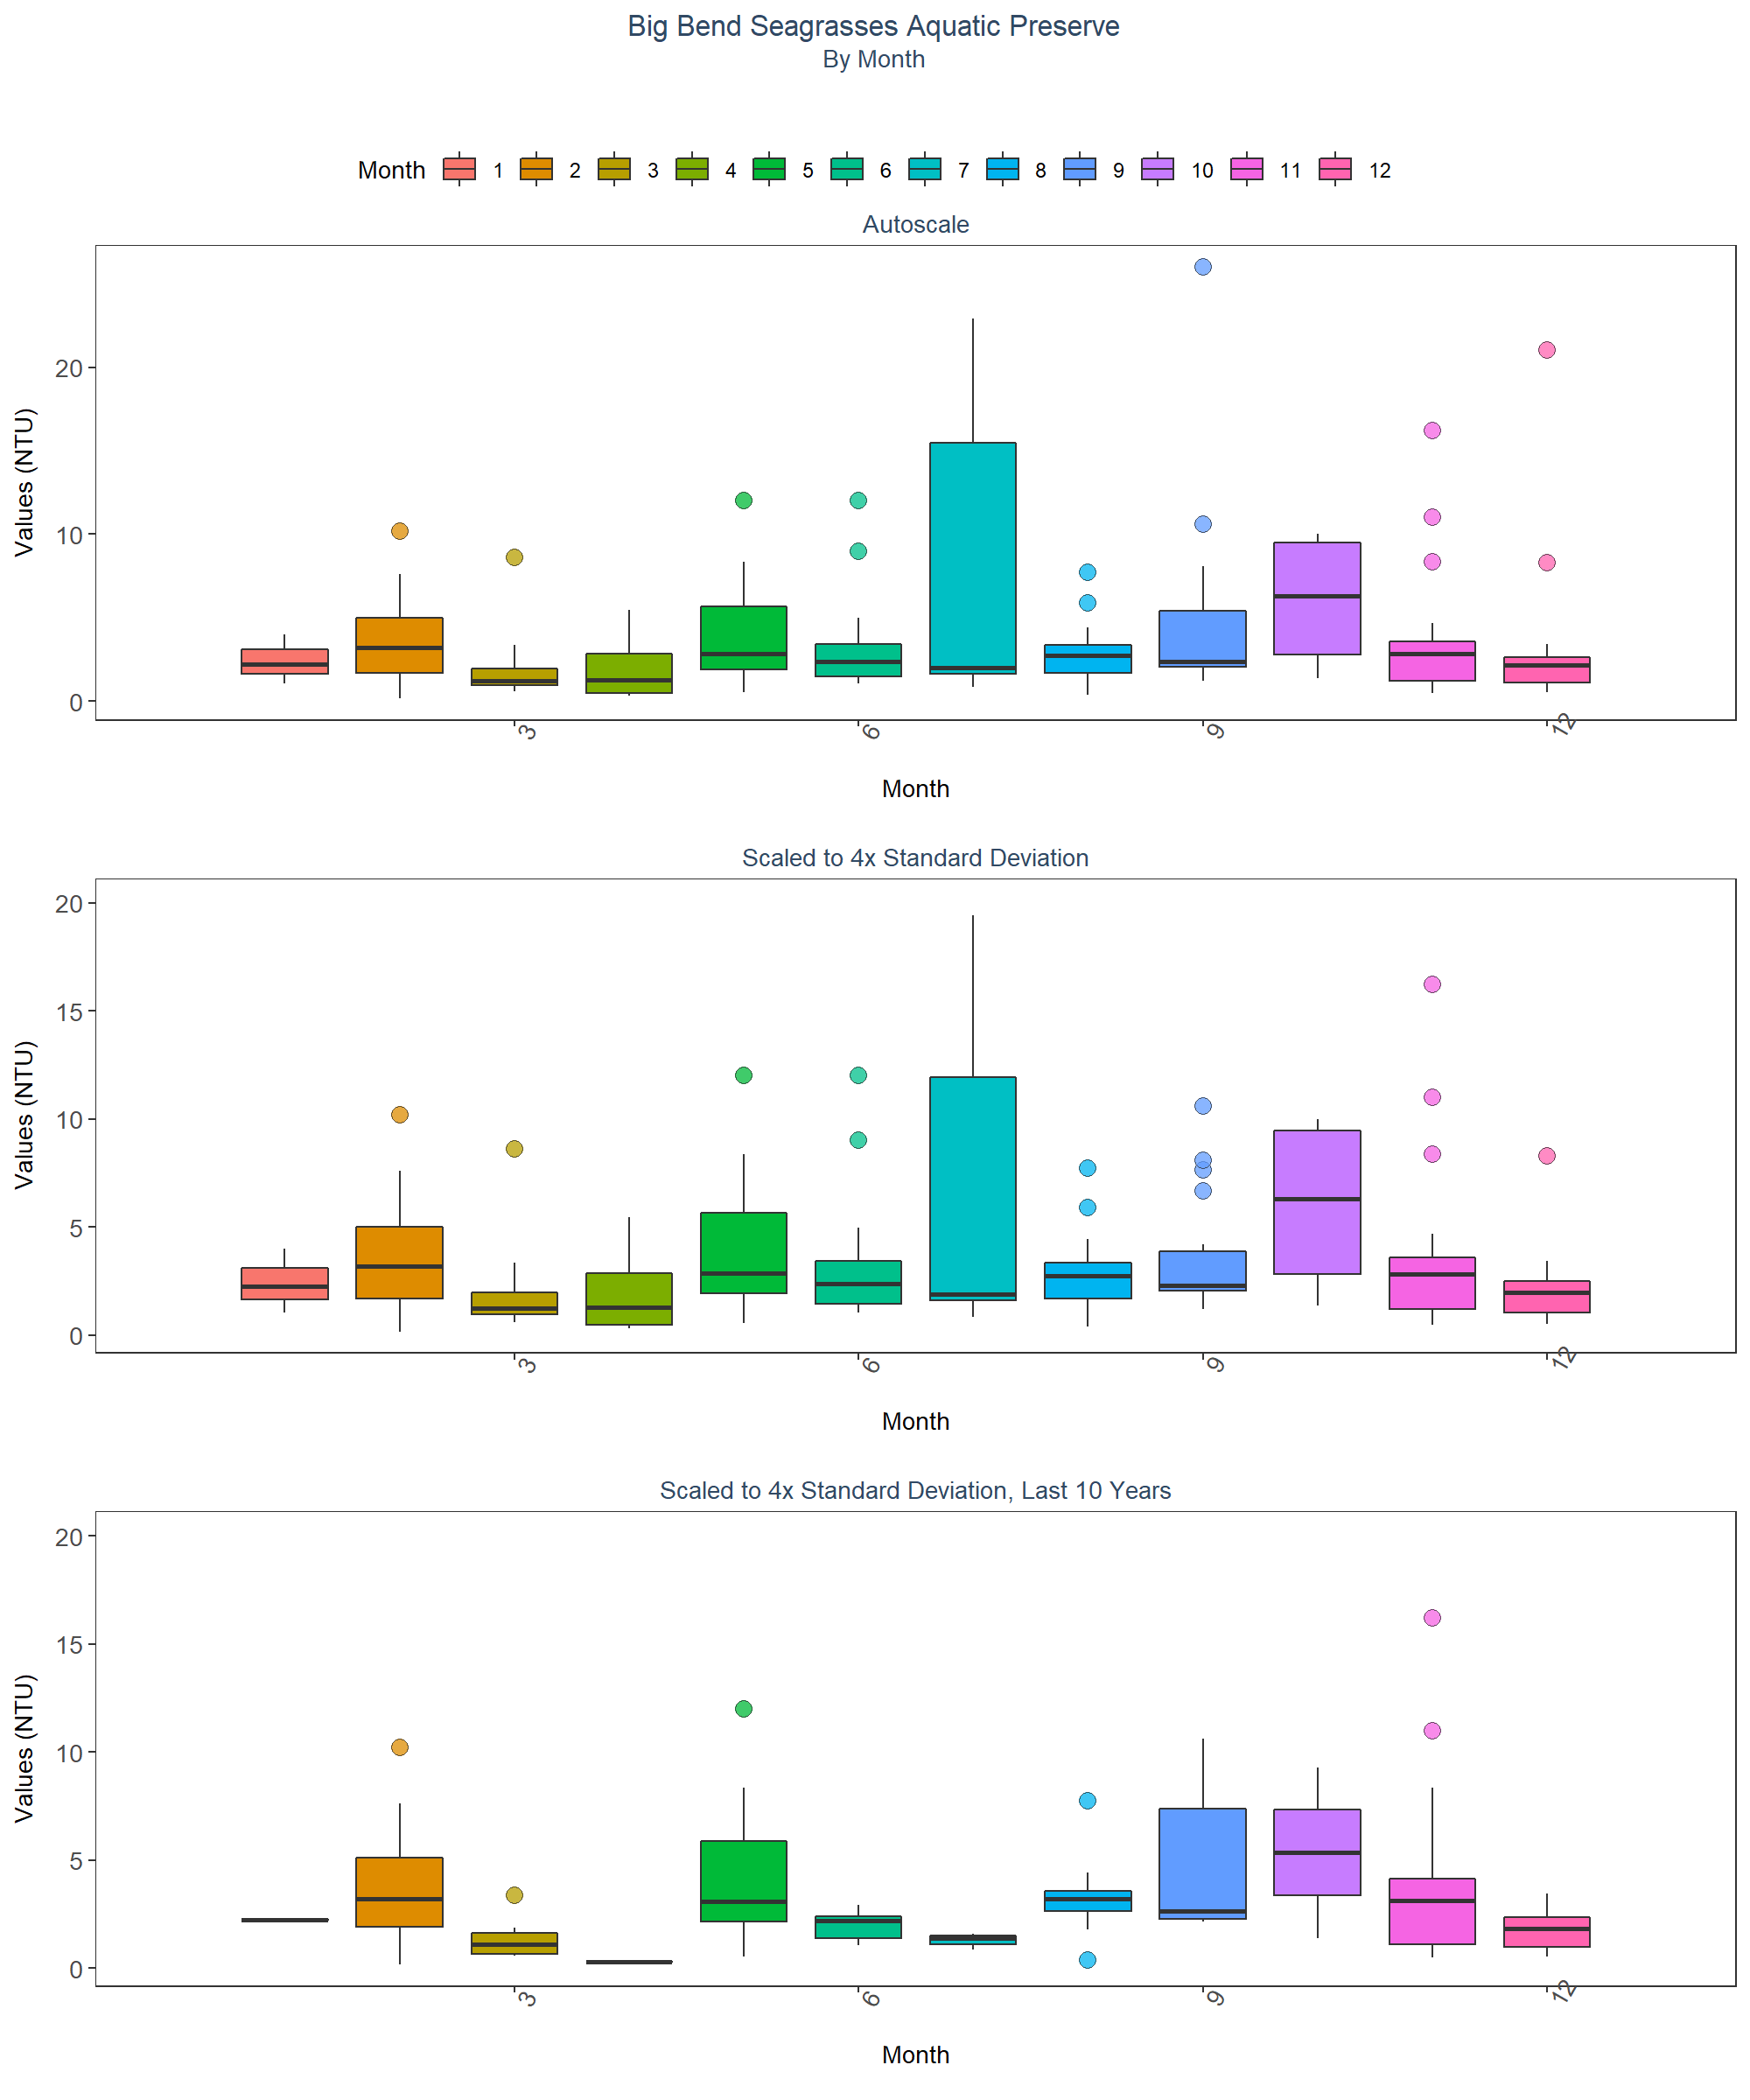 Big Bend Seagrasses Aquatic Preserve
By Month
Month 1 2 3 4 5 6 7 8 9 10 11 12
Autoscale
Values (NTU)
20
10
0
3 6 9 12
Month
Scaled to 4x Standard Deviation
Values (NTU)
20
15
10
5
0
3 6 9 12
Month
Scaled to 4x Standard Deviation, Last 10 Years
Values (NTU)
20
15
10
5
0
3 6 9 12
Month